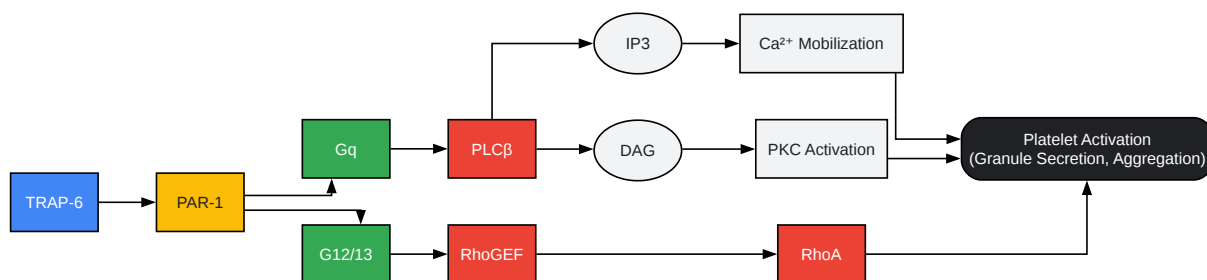 IP3
Ca²⁺ Mobilization
Gq
PLCβ
DAG
PKC Activation
Platelet Activation
(Granule Secretion, Aggregation)
TRAP-6
PAR-1
G12/13
RhoGEF
RhoA